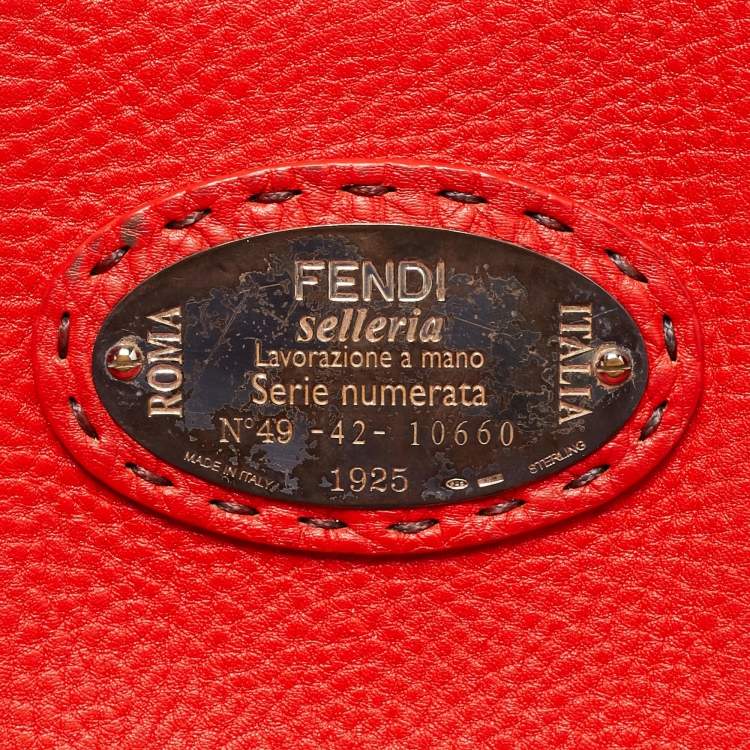 FENDI
selleria
Lavorazione a mano
Serie numerata
N°49 -42- 10660
1925
ROMA
ITALIA
MADE IN ITALY
STERLING